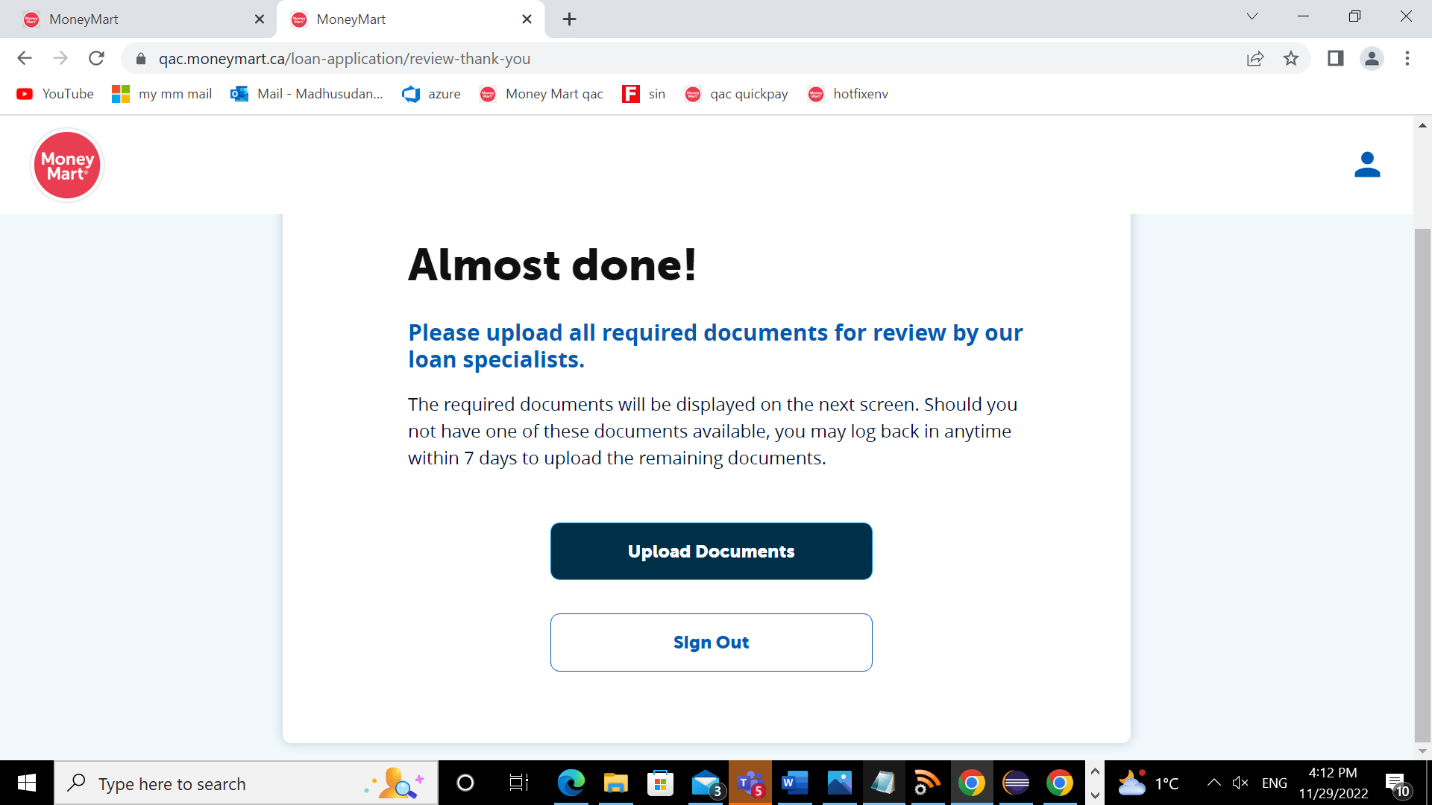 MoneyMart
MoneyMart
qac.moneymart.ca/loan-application/review-thank-you
YouTube
my mm mail
Mail - Madhusudan...
azure
Money Mart qac
sin
qac quickpay
hotfixenv
Money
Mart
Almost done!
Please upload all required documents for review by our
loan specialists.
The required documents will be displayed on the next screen. Should you
not have one of these documents available, you may log back in anytime
within 7 days to upload the remaining documents.
Upload Documents
Sign Out
Type here to search
3
5
1°C
ENG
4:12 PM
11/29/2022
10